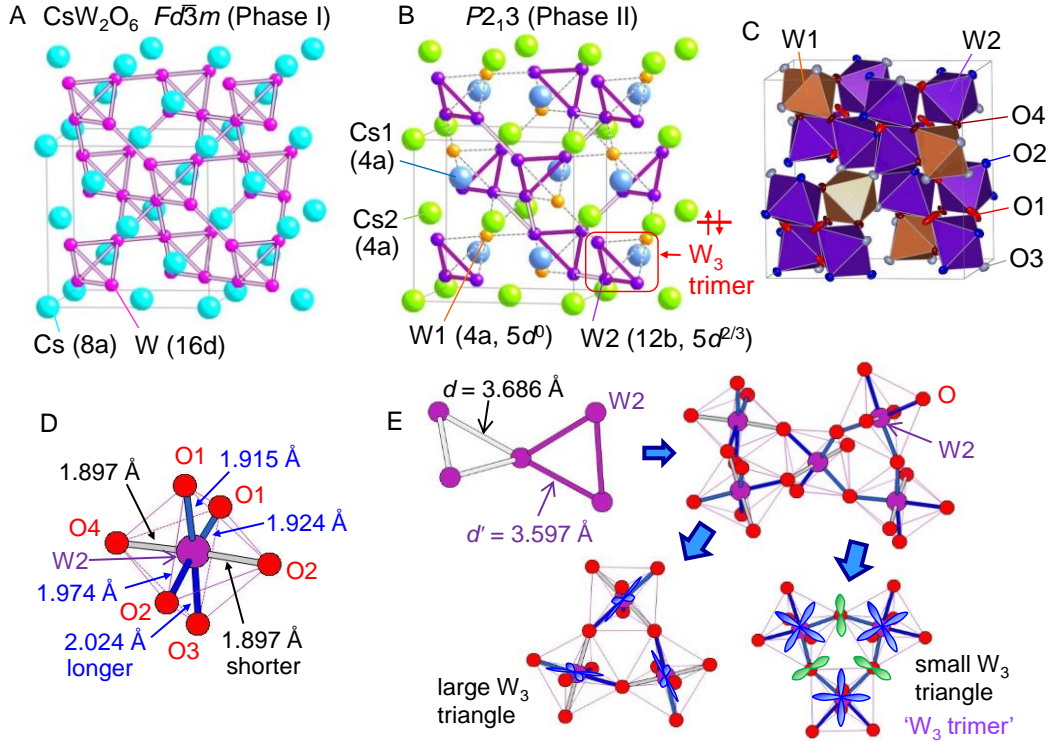 A CsW₂O₆ Fd3̅m (Phase I)
Cs (8a) W (16d)
B P2₁3 (Phase II)
Cs1
(4a)
Cs2
(4a)
W₃
trimer
W1 (4a, 5d⁰) W2 (12b, 5d²ᐟ³)
C
W1 W2
O4
O2
O1
O3
D
1.897 Å
O1
1.915 Å
O1
O4
1.924 Å
W2
O2
1.974 Å
O2
2.024 Å
O3
1.897 Å
longer
shorter
E
d = 3.686 Å
W2
d' = 3.597 Å
O
W2
large W₃
triangle
small W₃
triangle
‘W₃ trimer’